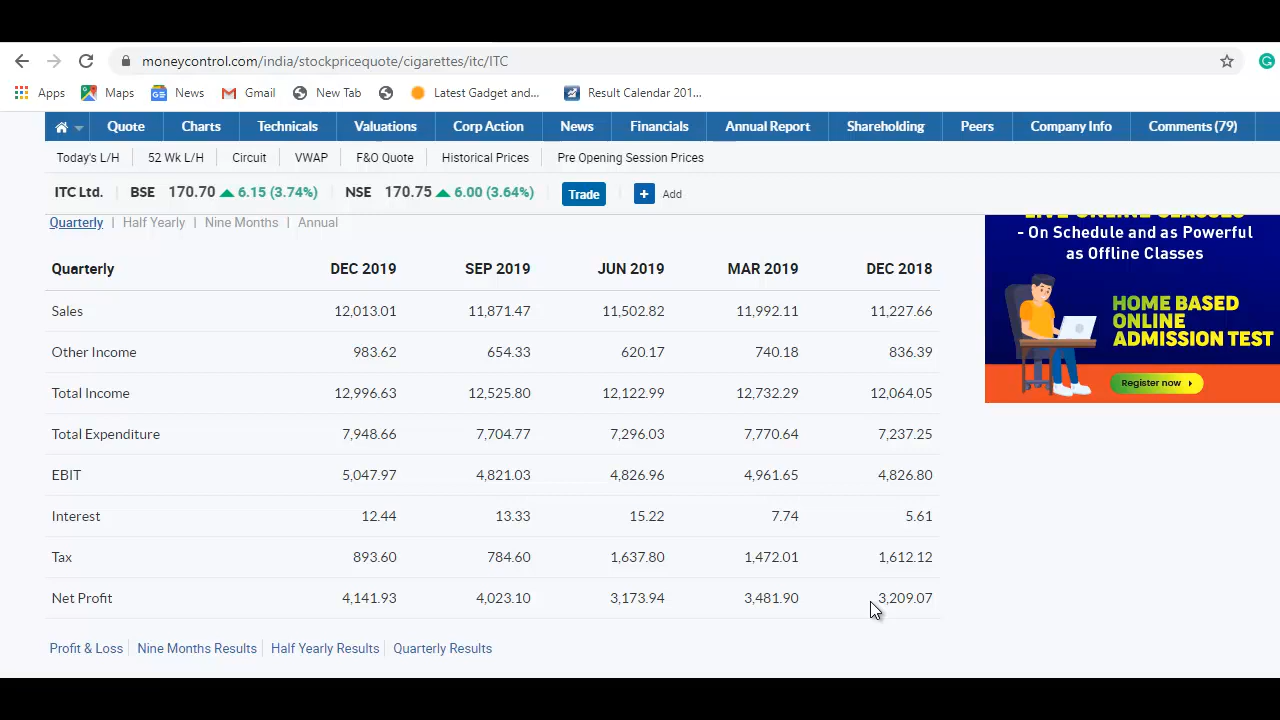 moneycontrol.com/india/stockpricequote/cigarettes/itc/ITC
Apps Maps News Gmail New Tab Latest Gadget and... Result Calendar 201...
Quote Charts Technicals Valuations Corp Action News Financials Annual Report Shareholding Peers Company Info Comments (79)
Today's L/H 52 Wk L/H Circuit VWAP F&O Quote Historical Prices Pre Opening Session Prices
ITC Ltd. BSE 170.70 6.15 (3.74%) NSE 170.75 6.00 (3.64%) Trade + Add
Quarterly | Half Yearly | Nine Months | Annual
Quarterly DEC 2019 SEP 2019 JUN 2019 MAR 2019 DEC 2018
Sales 12,013.01 11,871.47 11,502.82 11,992.11 11,227.66
Other Income 983.62 654.33 620.17 740.18 836.39
Total Income 12,996.63 12,525.80 12,122.99 12,732.29 12,064.05
Total Expenditure 7,948.66 7,704.77 7,296.03 7,770.64 7,237.25
EBIT 5,047.97 4,821.03 4,826.96 4,961.65 4,826.80
Interest 12.44 13.33 15.22 7.74 5.61
Tax 893.60 784.60 1,637.80 1,472.01 1,612.12
Net Profit 4,141.93 4,023.10 3,173.94 3,481.90 3,209.07
Profit & Loss Nine Months Results Half Yearly Results Quarterly Results
LIVE ONLINE CLASSES
- On Schedule and as Powerful
as Offline Classes
HOME BASED
ONLINE
ADMISSION TEST
Register now